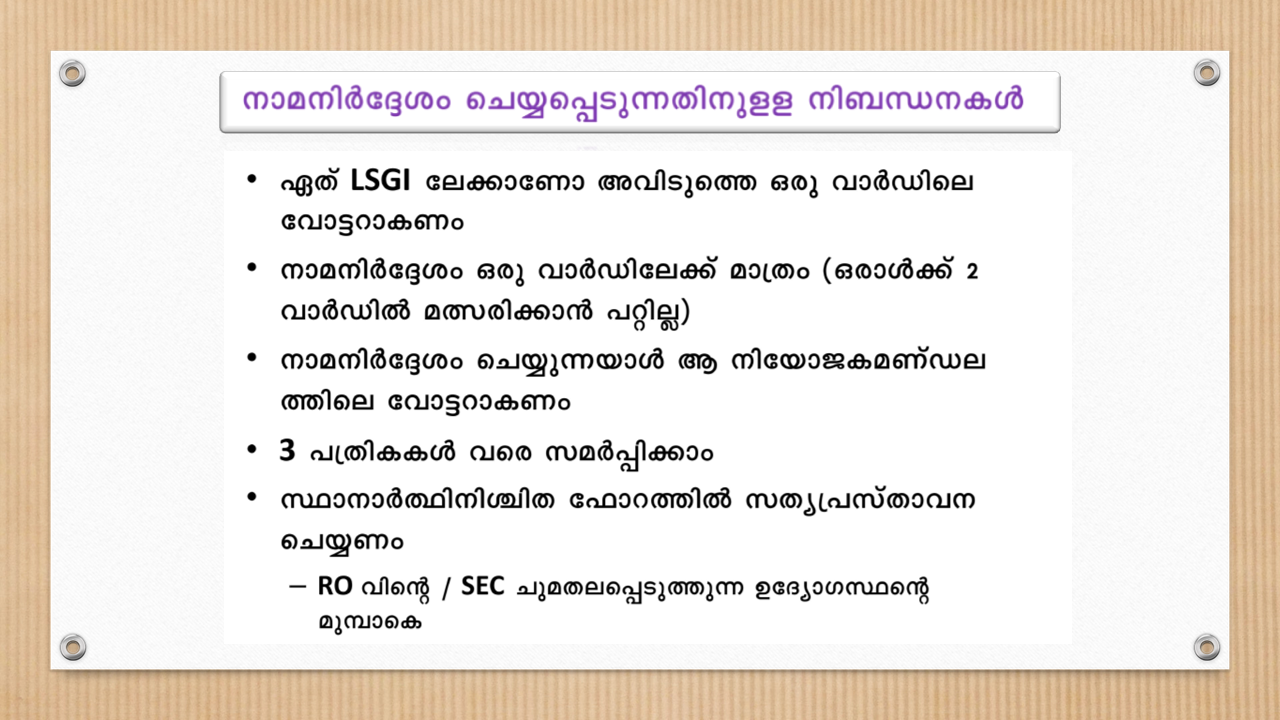 നാമനിർദ്ദേശം ചെയ്യപ്പെടുന്നതിനുളള നിബന്ധനകൾ
• ഏത് LSGI ലേക്കാണോ അവിടുത്തെ ഒരു വാർഡിലെ
വോട്ടറാകണം
• നാമനിർദ്ദേശം ഒരു വാർഡിലേക്ക് മാത്രം (ഒരാൾക്ക് 2
വാർഡിൽ മത്സരിക്കാൻ പറ്റില്ല)
• നാമനിർദ്ദേശം ചെയ്യുന്നയാൾ ആ നിയോജകമണ്ഡല
ത്തിലെ വോട്ടറാകണം
• 3 പത്രികകൾ വരെ സമർപ്പിക്കാം
• സ്ഥാനാർത്ഥിനിശ്ചിത ഫോറത്തിൽ സത്യപ്രസ്താവന
ചെയ്യണം
– RO വിന്റെ / SEC ചുമതലപ്പെടുത്തുന്ന ഉദ്യോഗസ്ഥന്റെ
മുമ്പാകെ